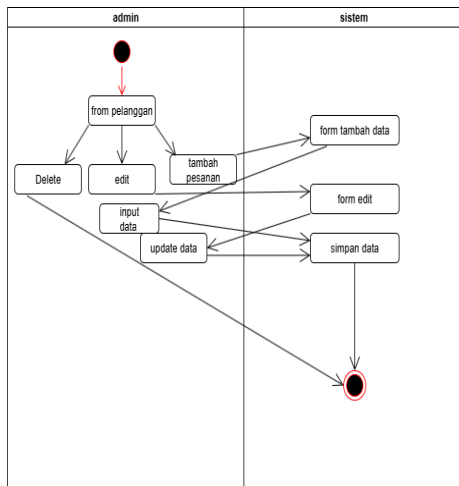 admin
sistem
from pelanggan
form tambah data
tambah
pesanan
Delete
edit
form edit
input
data
update data
simpan data